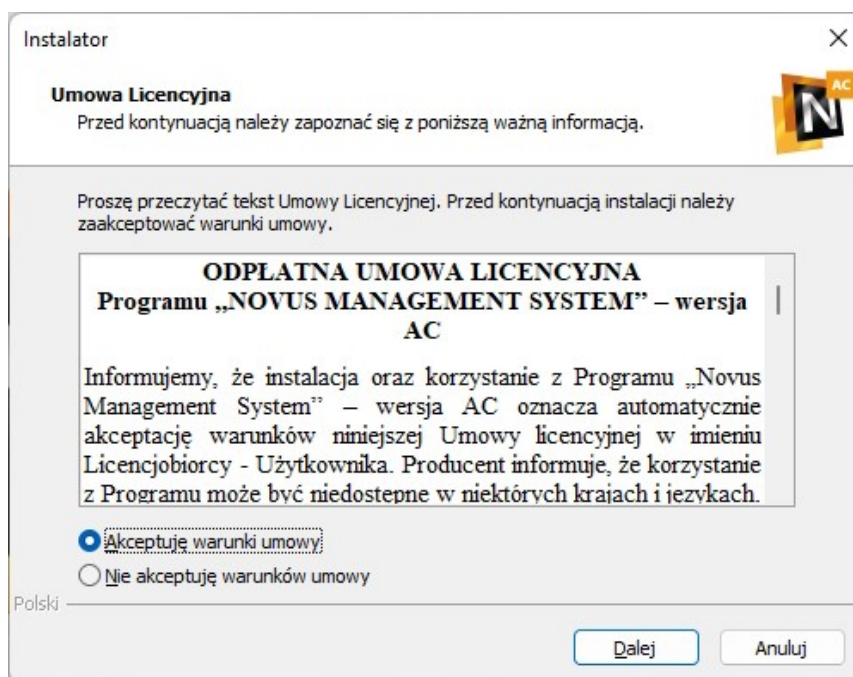 Instalator
Umowa Licencyjna
AC
N
Przed kontynuacją należy zapoznać się z poniższą ważną informacją.
Proszę przeczytać tekst Umowy Licencyjnej. Przed kontynuacją instalacji należy
zaakceptować warunki umowy.
ODPŁATNA UMOWA LICENCYJNA
Programu „NOVUS MANAGEMENT SYSTEM” – wersja
AC
Informujemy, że instalacja oraz korzystanie z Programu „Novus
Management System” – wersja AC oznacza automatycznie
akceptację warunków niniejszej Umowy licencyjnej w imieniu
Licencjobiorcy - Użytkownika. Producent informuje, że korzystanie
z Programu może być niedostępne w niektórych krajach i językach.
Akceptuję warunki umowy
Nie akceptuję warunków umowy
Polski
Dalej
Anuluj